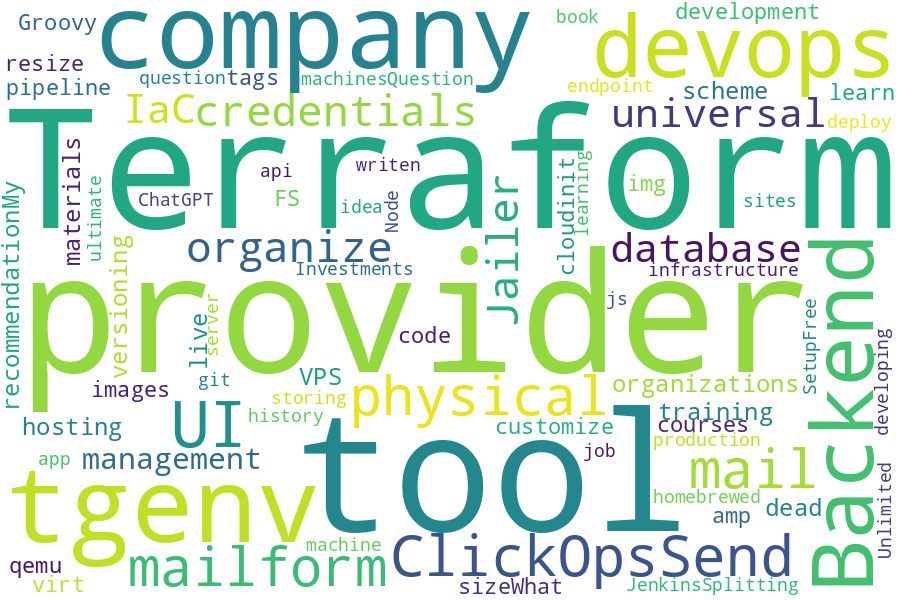 Groovy
company
book
development
devops
resize
pipeline
question
tags
machinesQuestion
endpoint
scheme
learn
IaC
credentials
universal
deploy
Terraform
materials
ultimate
api
writen
ChatGPT
FS
idea
Node
cloudinit
learning
img
sites
recommendationMy
versioning
organize
Investments
Jailer
database
infrastructure
Backend
provider
server
live
code
js
SetupFree
developing
images
git
VPS
storing
history
physical
organizations
hosting
UI
tool
customize
training
courses
production
app
management
job
mail
tgenv
homebrewed
amp
dead
Unlimited
qemu
virt
mailform
machine
ClickOpsSend
sizeWhat
JenkinsSplitting